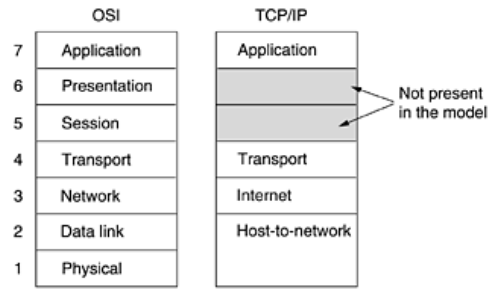 OSI TCP/IP
7 Application Application
6 Presentation
Not present
in the model
5 Session
4 Transport Transport
3 Network Internet
2 Data link Host-to-network
1 Physical